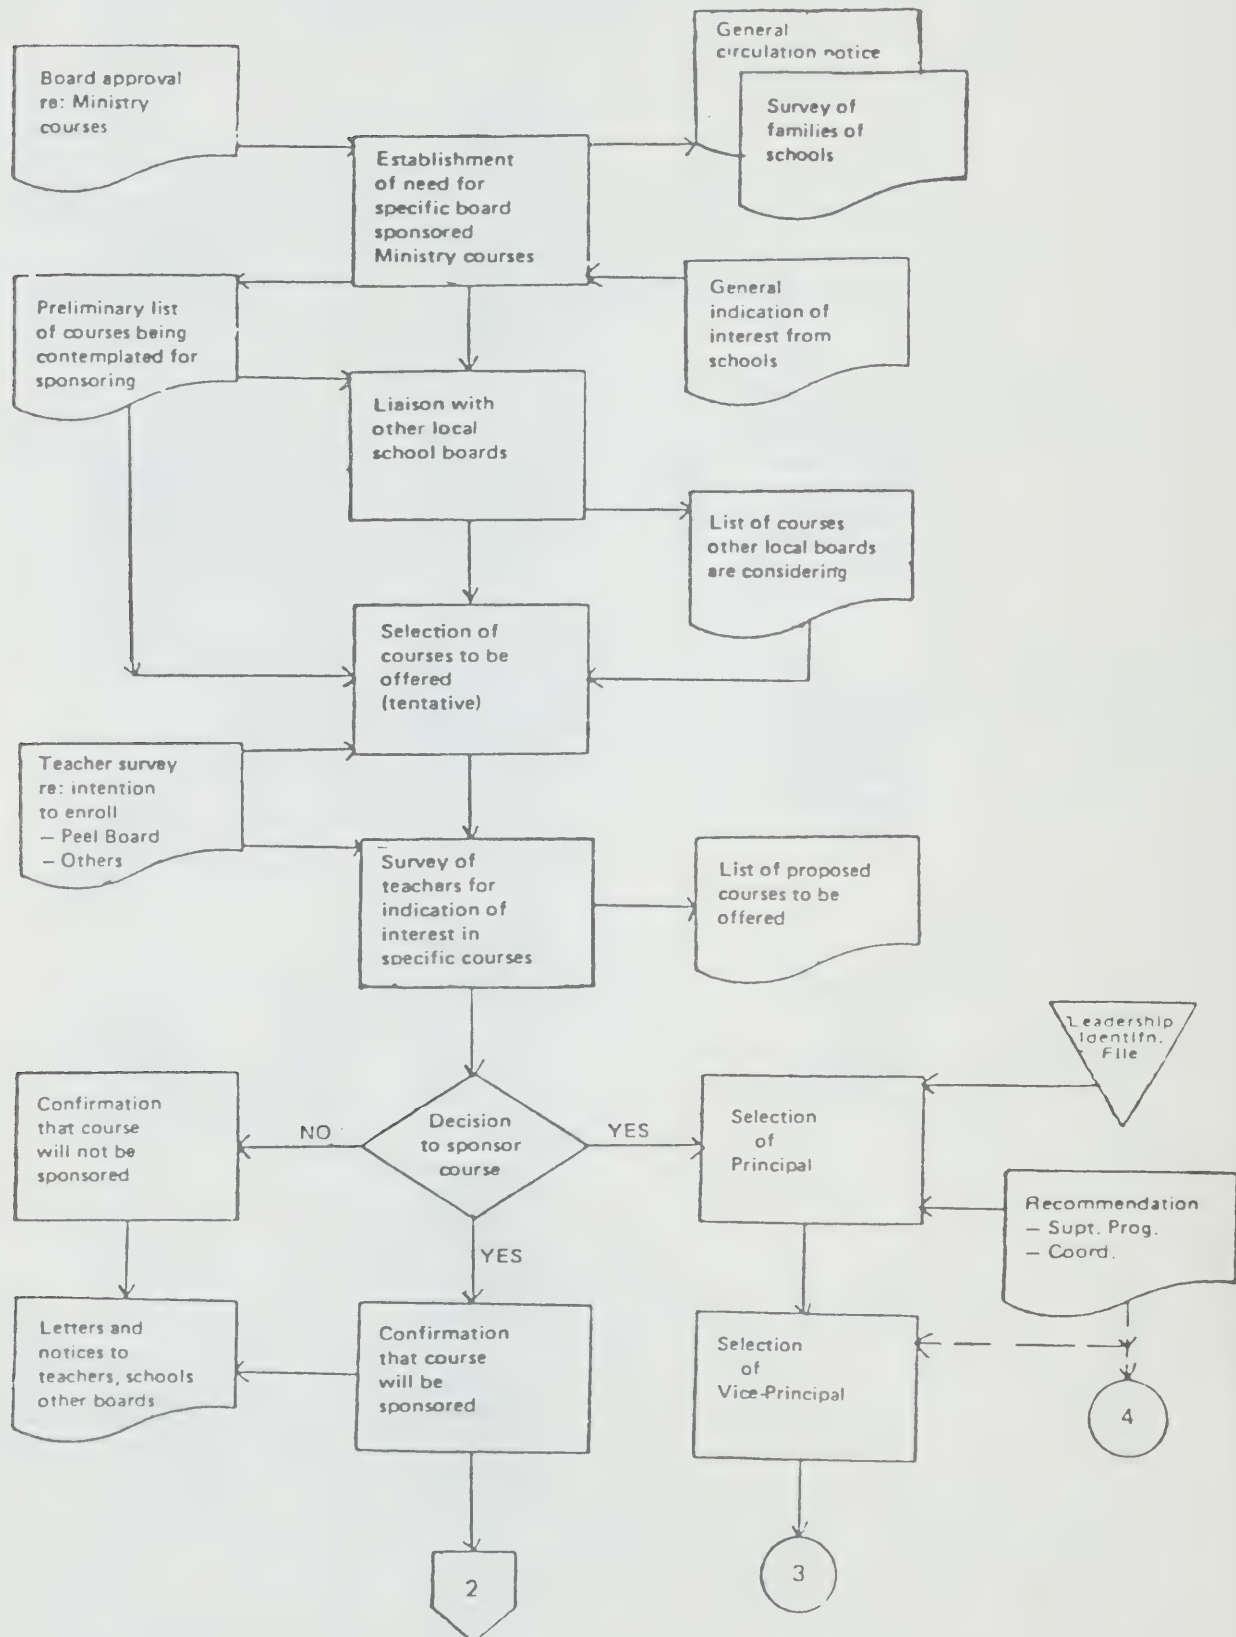 General
circulation notice
Board approval
re: Ministry
courses
Survey of
families of
schools
Establishment
of need for
specific board
sponsored
Ministry courses
Preliminary list
of courses being
contemplated for
sponsoring
General
indication of
interest from
schools
Liaison with
other local
school boards
List of courses
other local boards
are considering
Selection of
courses to be
offered
(tentative)
Teacher survey
re: intention
to enroll
— Peel Board
— Others
Survey of
teachers for
indication of
interest in
specific courses
List of proposed
courses to be
offered
Leadership
Identifn.
File
Confirmation
that course
will not be
sponsored
NO
Decision
to sponsor
course
YES
Selection
of
Principal
Recommendation
— Supt. Prog.
— Coord.
YES
Letters and
notices to
teachers, schools
other boards
Confirmation
that course
will be
sponsored
Selection
of
Vice-Principal
4
2
3